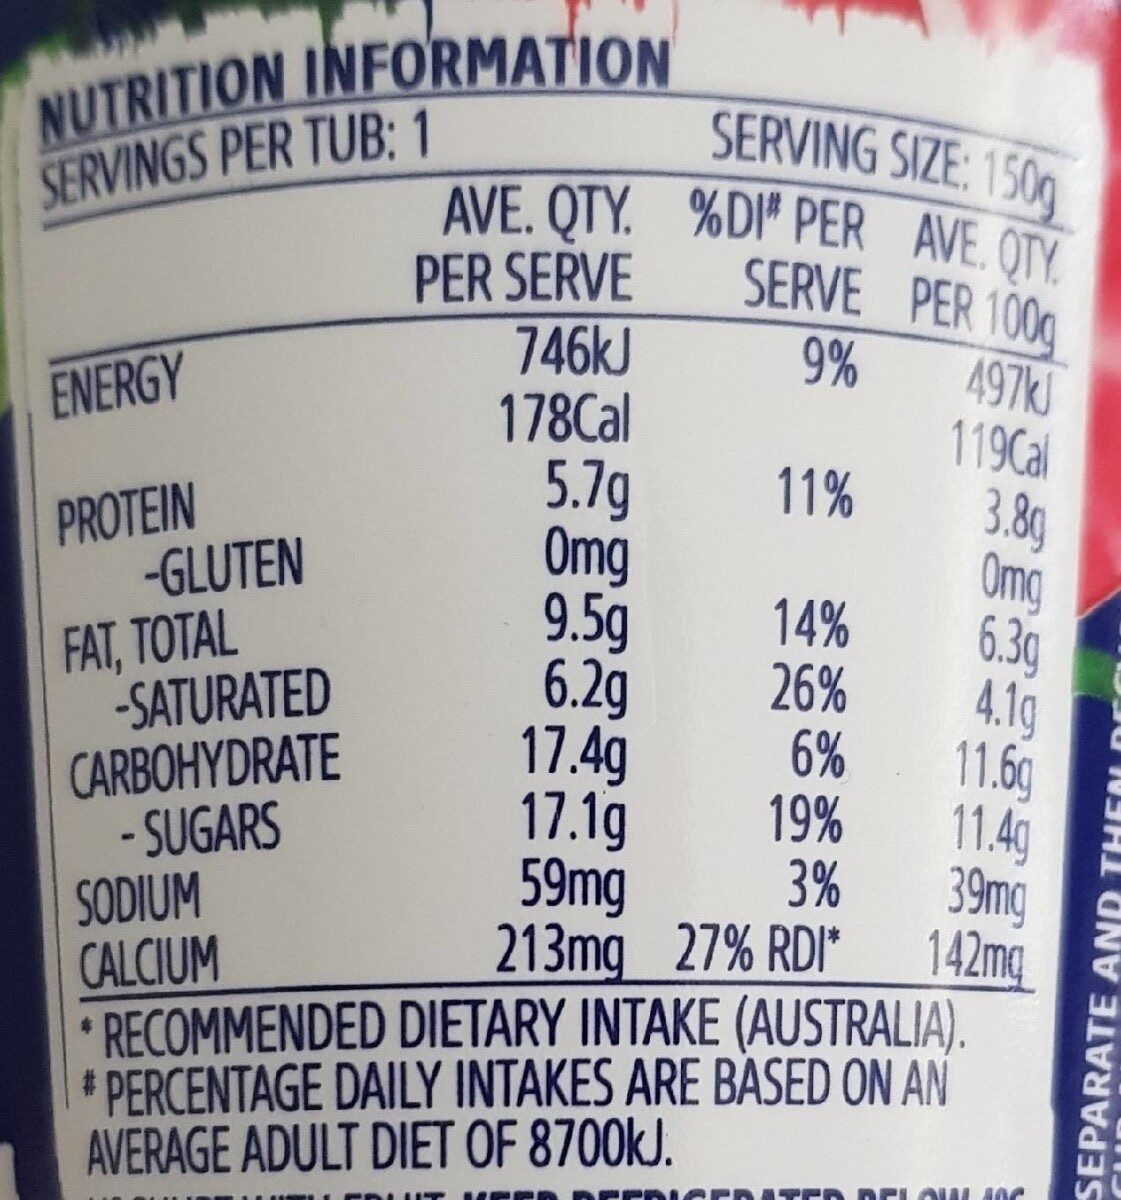 NUTRITION INFORMATION
SERVINGS PER TUB: 1 SERVING SIZE: 150g
AVE. QTY. %DI# PER AVE. QTY.
PER SERVE SERVE PER 100g
ENERGY 746kJ 9% 497kJ
178Cal 119Cal
PROTEIN 5.7g 11% 3.8g
-GLUTEN 0mg 0mg
FAT, TOTAL 9.5g 14% 6.3g
-SATURATED 6.2g 26% 4.1g
CARBOHYDRATE 17.4g 6% 11.6g
- SUGARS 17.1g 19% 11.4g
SODIUM 59mg 3% 39mg
CALCIUM 213mg 27% RDI* 142mg
* RECOMMENDED DIETARY INTAKE (AUSTRALIA).
# PERCENTAGE DAILY INTAKES ARE BASED ON AN
AVERAGE ADULT DIET OF 8700kJ.
SEPARATE AND THEN